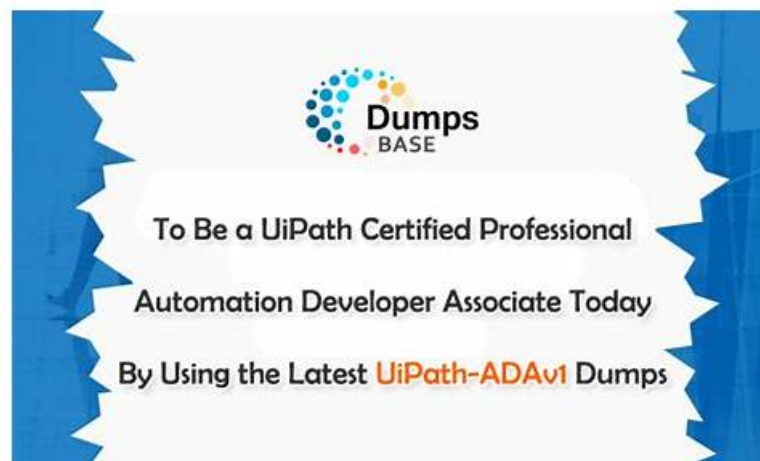 Dumps
BASE
To Be a UiPath Certified Professional
Automation Developer Associate Today
By Using the Latest UiPath-ADAv1 Dumps